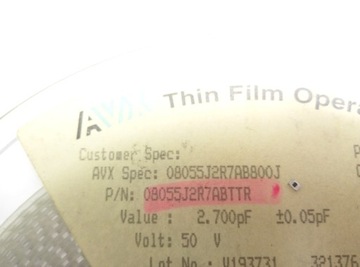 AVX Thin Film Opera
Customer Spec:
AVX Spec: 08055J2R7AB800J
P/N: 08055J2R7ABTTR
Value : 2.700pF ±0.05pF
Volt: 50 V
Lot No : V193731 321376